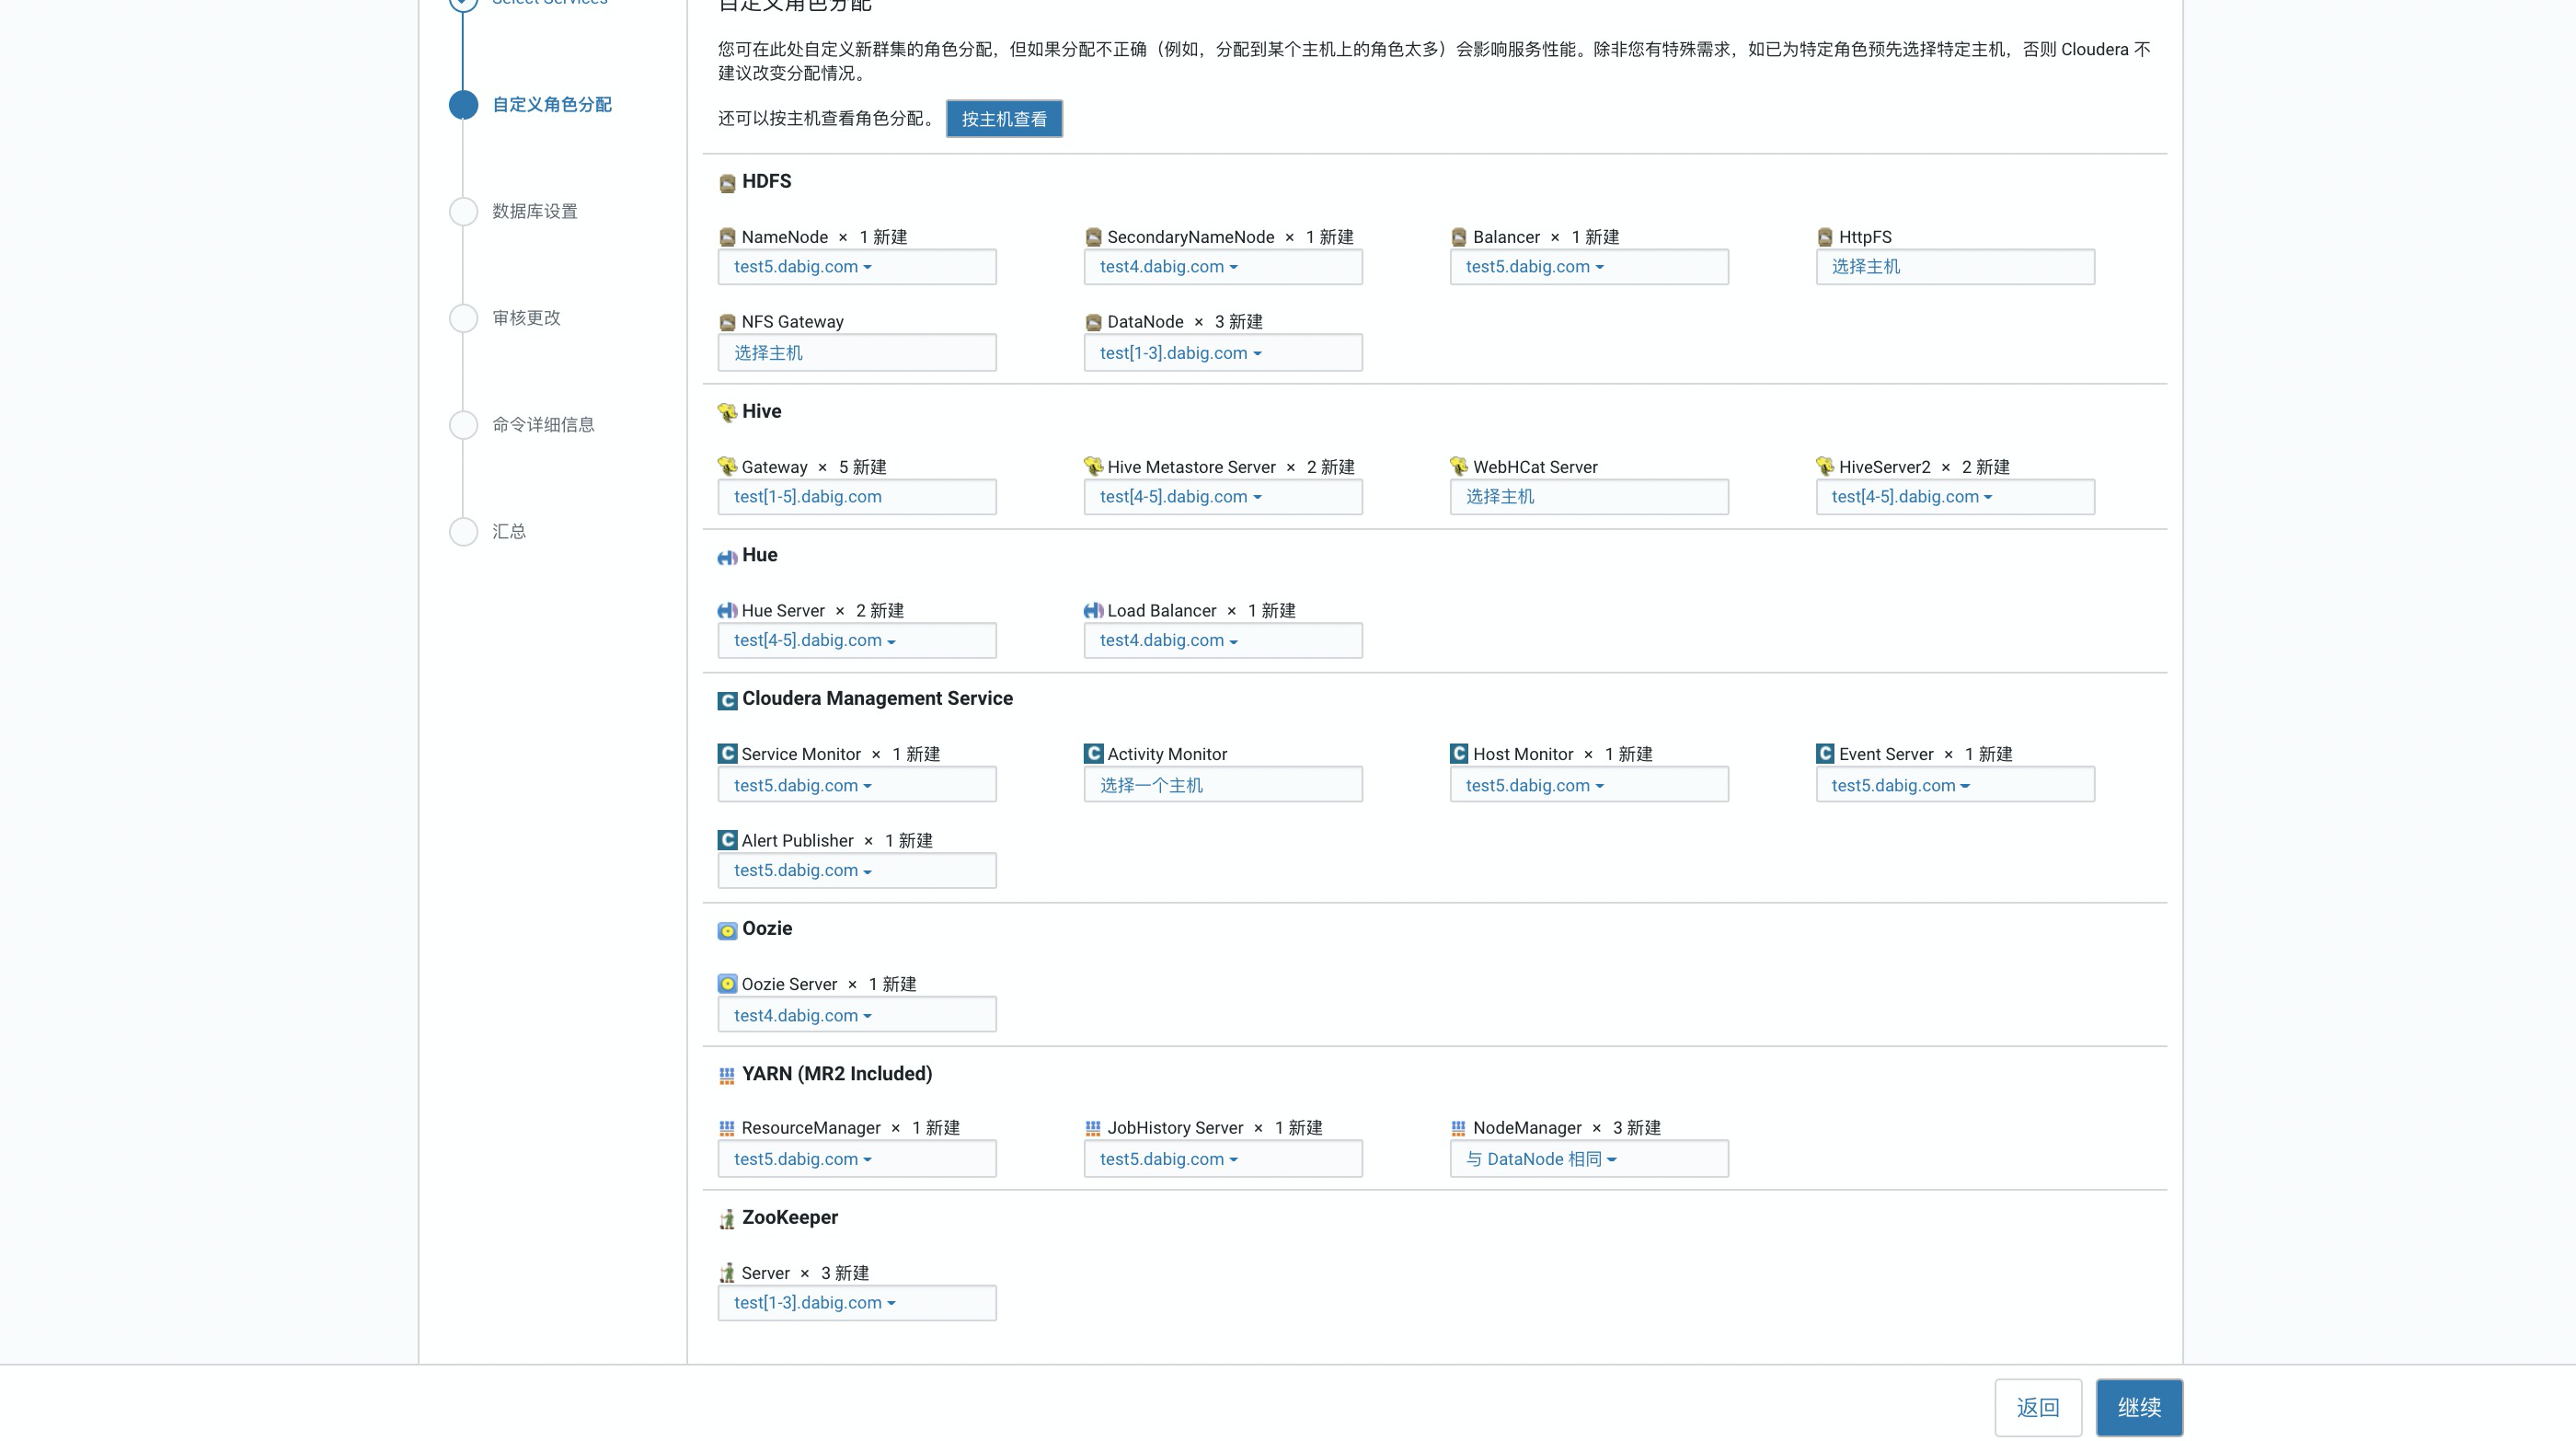 Select Services
自定义角色分配
数据库设置
审核更改
命令详细信息
汇总
自定义角色分配
您可在此处自定义新群集的角色分配，但如果分配不正确（例如，分配到某个主机上的角色太多）会影响服务性能。除非您有特殊需求，如已为特定角色预先选择特定主机，否则 Cloudera 不
建议改变分配情况。
还可以按主机查看角色分配。 按主机查看
HDFS
NameNode × 1 新建 SecondaryNameNode × 1 新建 Balancer × 1 新建 HttpFS
test5.dabig.com test4.dabig.com test5.dabig.com 选择主机
NFS Gateway DataNode × 3 新建
选择主机 test[1-3].dabig.com
Hive
Gateway × 5 新建 Hive Metastore Server × 2 新建 WebHCat Server HiveServer2 × 2 新建
test[1-5].dabig.com test[4-5].dabig.com 选择主机 test[4-5].dabig.com
Hue
Hue Server × 2 新建 Load Balancer × 1 新建
test[4-5].dabig.com test4.dabig.com
Cloudera Management Service
Service Monitor × 1 新建 Activity Monitor Host Monitor × 1 新建 Event Server × 1 新建
test5.dabig.com 选择一个主机 test5.dabig.com test5.dabig.com
Alert Publisher × 1 新建
test5.dabig.com
Oozie
Oozie Server × 1 新建
test4.dabig.com
YARN (MR2 Included)
ResourceManager × 1 新建 JobHistory Server × 1 新建 NodeManager × 3 新建
test5.dabig.com test5.dabig.com 与 DataNode 相同
ZooKeeper
Server × 3 新建
test[1-3].dabig.com
返回 继续